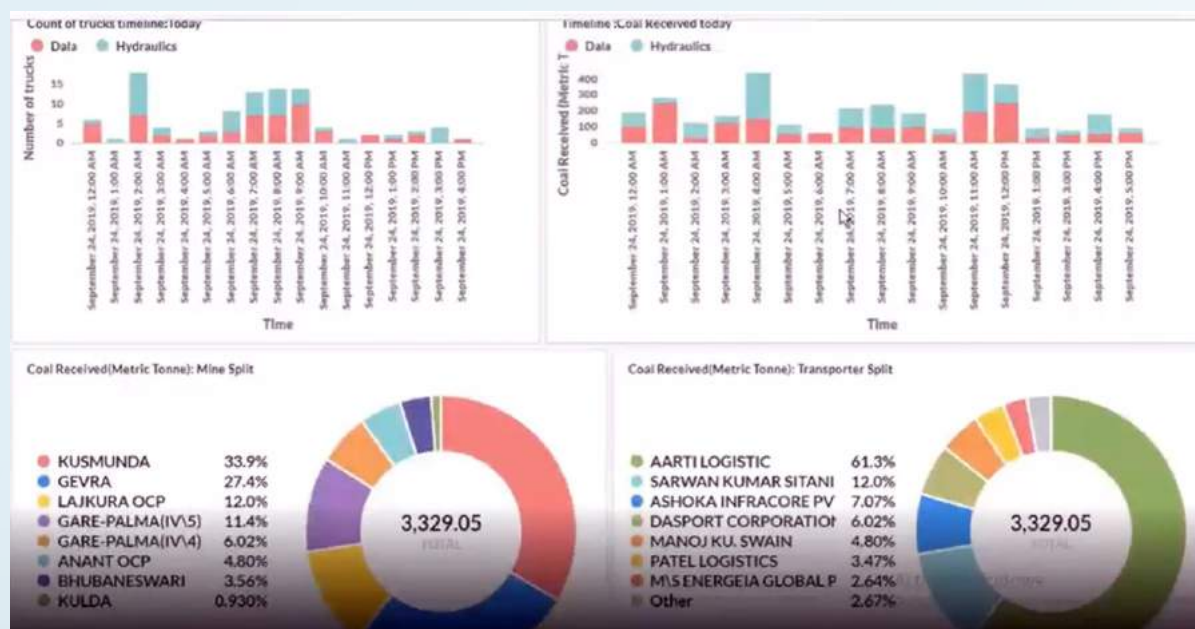 Count of trucks timeline:Today
Dala
Hydraulics
Number of trucks
15
10
5
0
September 24, 2019, 12:00 AM
September 24, 2019, 1:00 AM
September 24, 2019, 2:00 AM
September 24, 2019, 3:00 AM
September 24, 2019, 4:00 AM
September 24, 2019, 5:00 AM
September 24, 2019, 6:00 AM
September 24, 2019, 7:00 AM
September 24, 2019, 8:00 AM
September 24, 2019, 9:00 AM
September 24, 2019, 10:00 AM
September 24, 2019, 11:00 AM
September 24, 2019, 12:00 PM
September 24, 2019, 1:00 PM
September 24, 2019, 2:00 PM
September 24, 2019, 3:00 PM
September 24, 2019, 4:00 PM
Time
Timeline :Coal Received today
Dala
Hydraulics
Coal Received (Metric T
400
300
200
100
0
September 24, 2019, 12:00 AM
September 24, 2019, 1:00 AM
September 24, 2019, 2:00 AM
September 24, 2019, 3:00 AM
September 24, 2019, 4:00 AM
September 24, 2019, 5:00 AM
September 24, 2019, 6:00 AM
September 24, 2019, 7:00 AM
September 24, 2019, 8:00 AM
September 24, 2019, 9:00 AM
September 24, 2019, 10:00 AM
September 24, 2019, 11:00 AM
September 24, 2019, 12:00 PM
September 24, 2019, 1:00 PM
September 24, 2019, 3:00 PM
September 24, 2019, 4:00 PM
September 24, 2019, 5:00 PM
Time
Coal Received(Metric Tonne): Mine Split
KUSMUNDA 33.9%
GEVRA 27.4%
LAJKURA OCP 12.0%
GARE-PALMA(IV\5) 11.4%
GARE-PALMA(IV\4) 6.02%
ANANT OCP 4.80%
BHUBANESWARI 3.56%
KULDA 0.930%
3,329.05
TOTAL
Coal Received(Metric Tonne): Transporter Split
AARTI LOGISTIC 61.3%
SARWAN KUMAR SITANI 12.0%
ASHOKA INFRACORE PV 7.07%
DASPORT CORPORATION 6.02%
MANOJ KU. SWAIN 4.80%
PATEL LOGISTICS 3.47%
M\S ENERGEIA GLOBAL P 2.64%
Other 2.67%
3,329.05
TOTAL